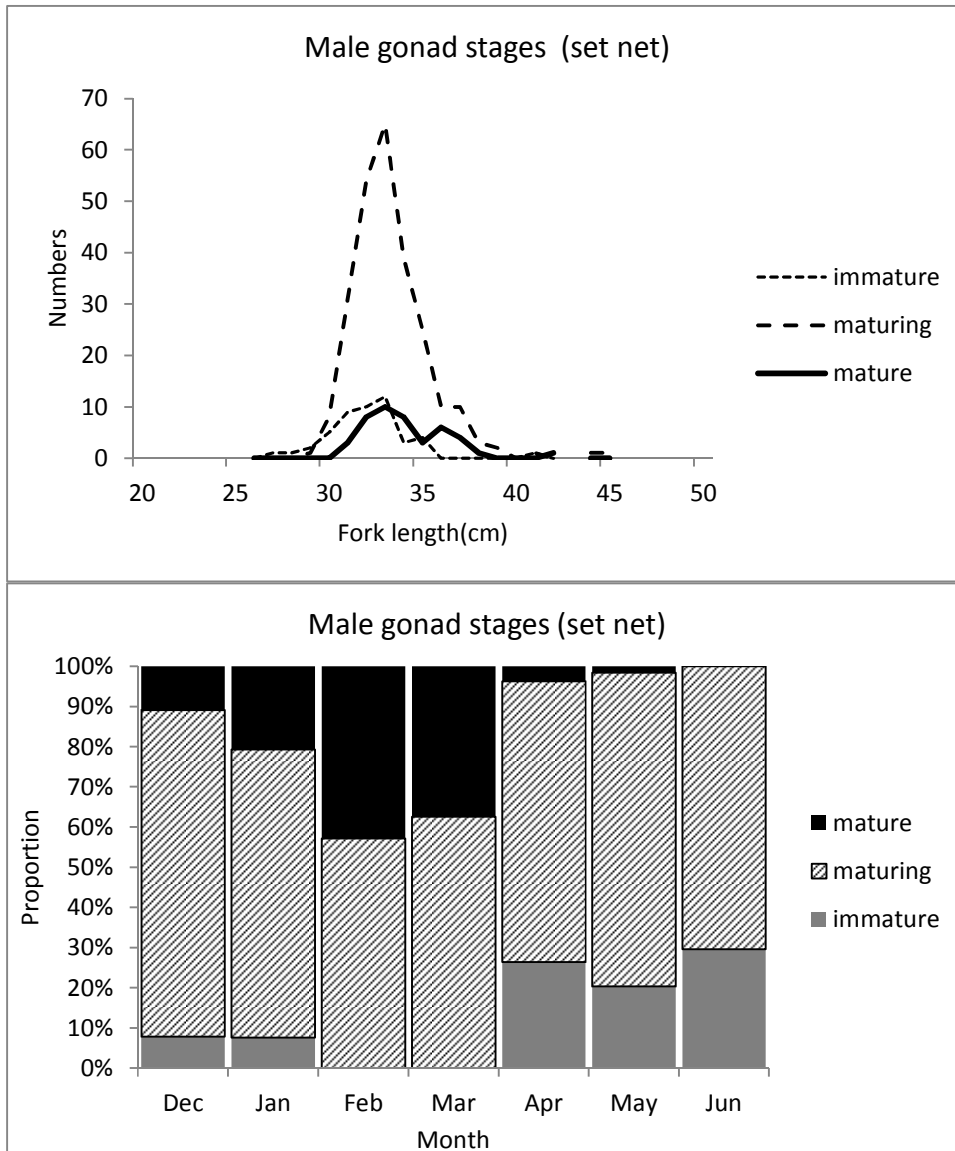 Male gonad stages (set net)
70
60
50
40
30
20
10
0
Numbers
20 25 30 35 40 45 50
Fork length(cm)
immature
maturing
mature
Male gonad stages (set net)
100%
90%
80%
70%
60%
50%
40%
30%
20%
10%
0%
Proportion
Dec Jan Feb Mar Apr May Jun
Month
mature
maturing
immature